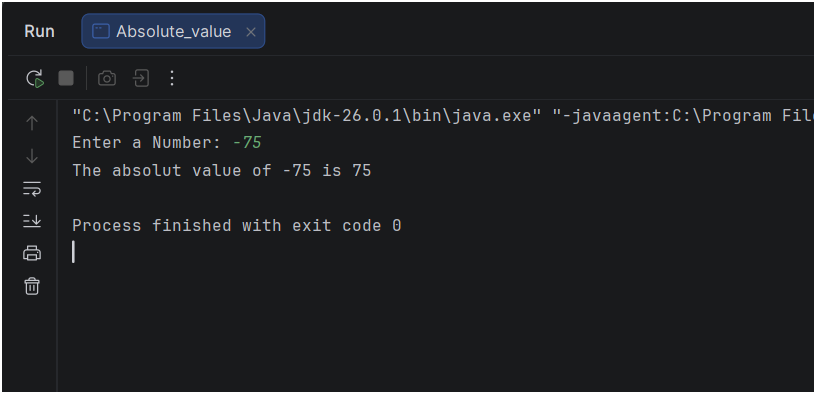 Run Absolute_value
"C:\Program Files\Java\jdk-26.0.1\bin\java.exe" "-javaagent:C:\Program File
Enter a Number: -75
The absolut value of -75 is 75
Process finished with exit code 0